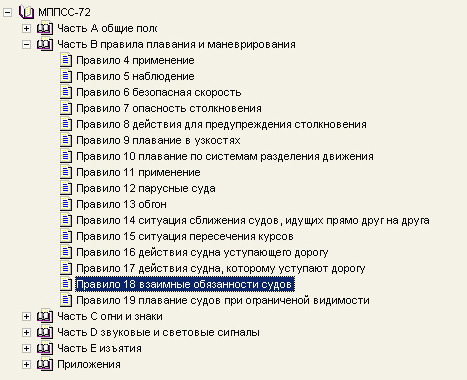 МППСС-72
Часть А общие пол
Часть В правила плавания и маневрирования
Правило 4 применение
Правило 5 наблюдение
Правило 6 безопасная скорость
Правило 7 опасность столкновения
Правило 8 действия для предупреждения столкновения
Правило 9 плавание в узкостях
Правило 10 плавание по системам разделения движения
Правило 11 применение
Правило 12 парусные суда
Правило 13 обгон
Правило 14 ситуация сближения судов, идущих прямо друг на друга
Правило 15 ситуация пересечения курсов
Правило 16 действия судна уступающего дорогу
Правило 17 действия судна, которому уступают дорогу
Правило 18 взаимные обязанности судов
Правило 19 плавание судов при ограниченой видимости
Часть С огни и знаки
Часть D звуковые и световые сигналы
Часть Е изъятия
Приложения